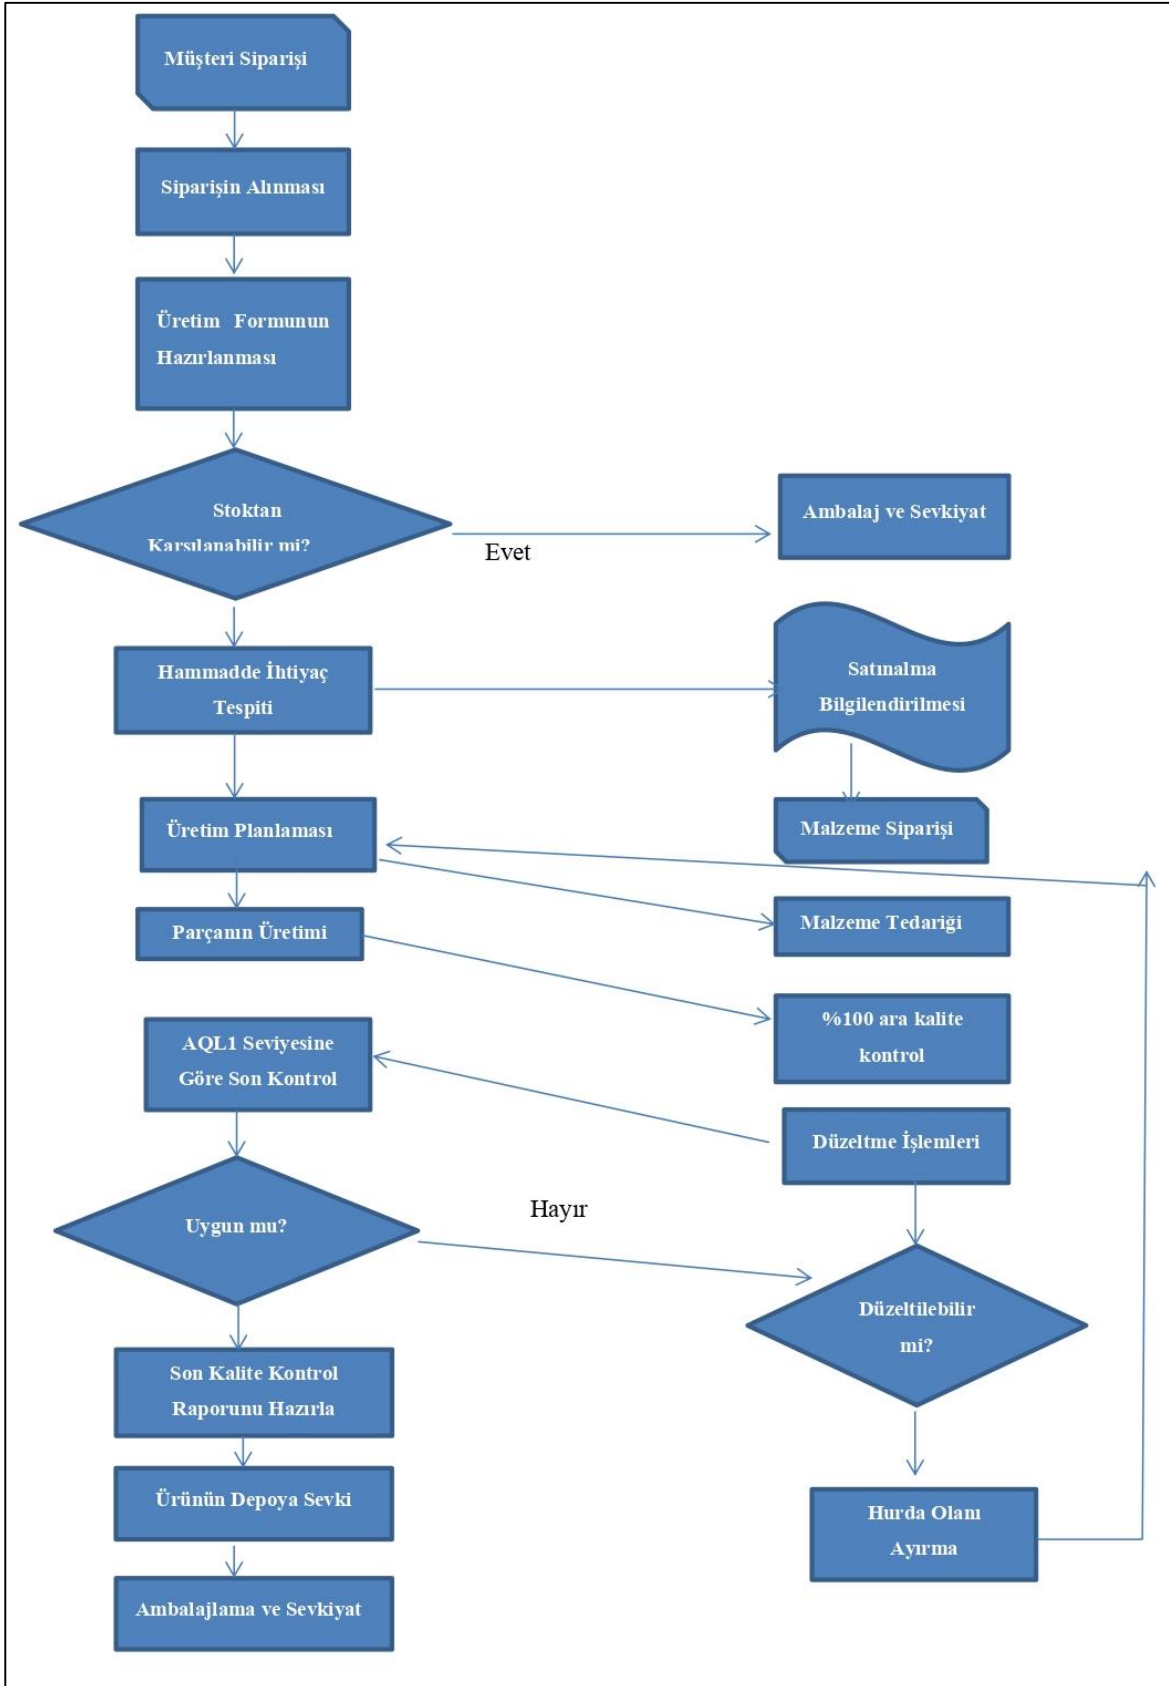 Müşteri Siparişi
Siparişin Alınması
Üretim Formunun
Hazırlanması
Stoktan
Karsılanabilir mi?
Evet
Ambalaj ve Sevkiyat
Hammadde İhtiyaç
Tespiti
Satınalma
Bilgilendirilmesi
Üretim Planlaması
Malzeme Siparişi
Parçanın Üretimi
Malzeme Tedariği
%100 ara kalite
kontrol
AQL1 Seviyesine
Göre Son Kontrol
Düzeltme İşlemleri
Uygun mu?
Hayır
Düzeltilebilir
mi?
Son Kalite Kontrol
Raporunu Hazırla
Ürünün Depoya Sevki
Hurda Olanı
Ayırma
Ambalajlama ve Sevkiyat